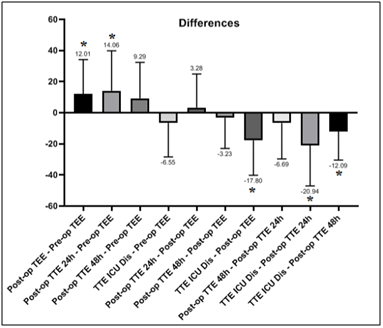 Differences
60
40
20
0
-20
-40
-60
*
12.01
*
14.06
9.29
-6.55
3.28
-3.23
-17.80
*
-6.69
-20.94
*
-12.09
*
Post-op TEE - Pre-op TEE
Post-op TTE 24h - Pre-op TEE
Post-op TTE 48h - Pre-op TEE
TTE ICU Dis - Pre-op TEE
Post-op TTE 24h - Post-op TEE
Post-op TTE 48h - Post-op TEE
TTE ICU Dis - Post-op TEE
Post-op TTE 48h - Post-op TTE 24h
TTE ICU Dis - Post-op TTE 24h
TTE ICU Dis - Post-op TTE 48h